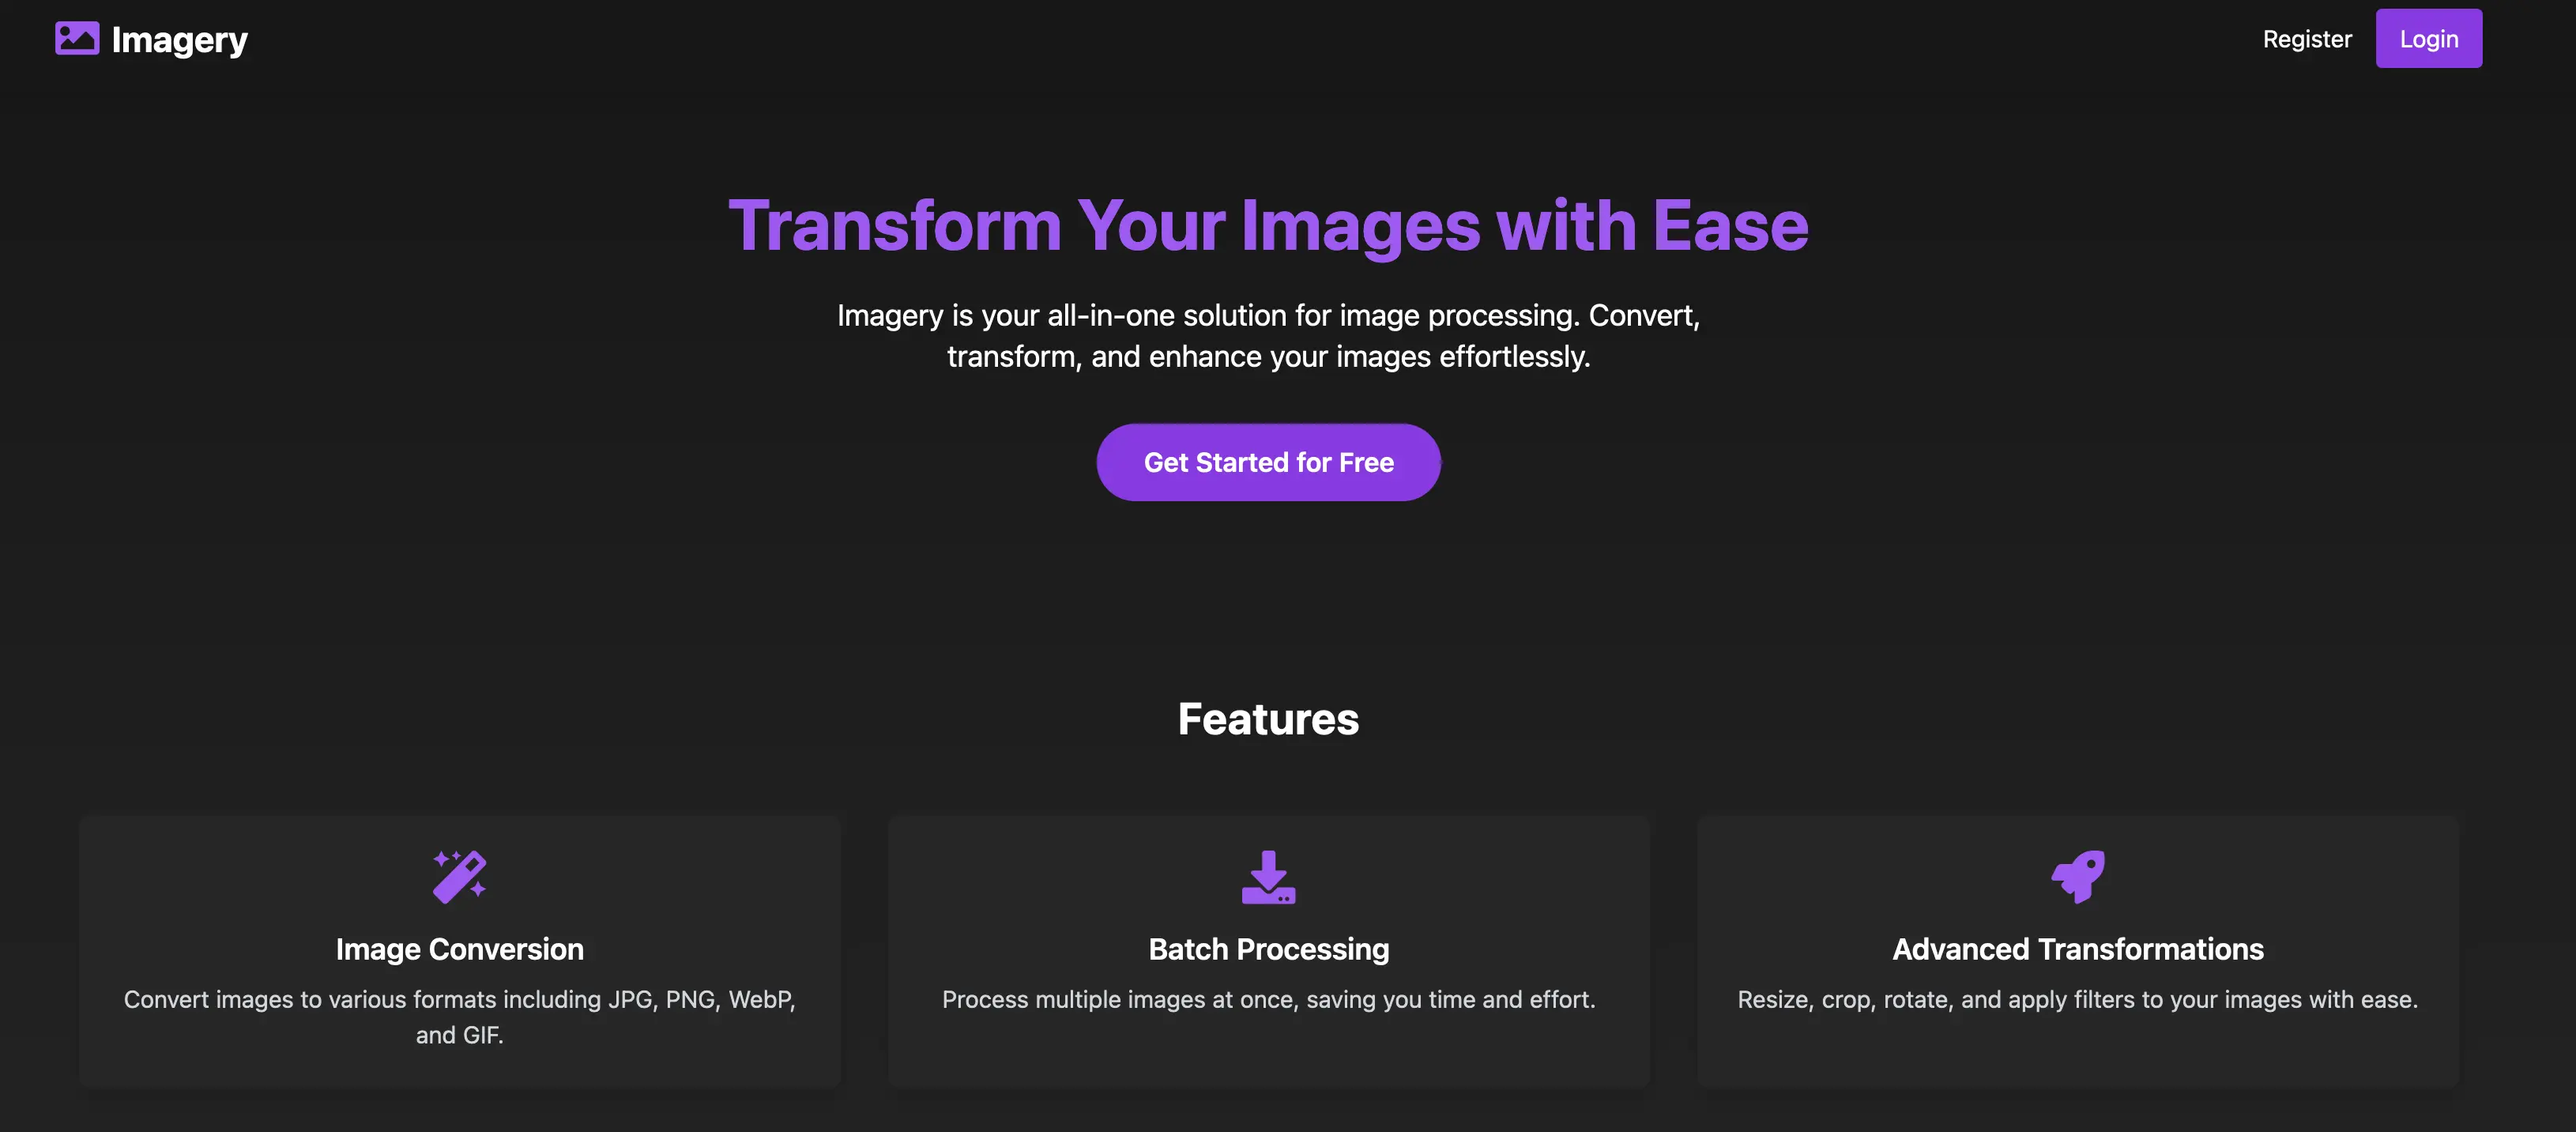 Imagery
Register
Login
Transform Your Images with Ease
Imagery is your all-in-one solution for image processing. Convert,
transform, and enhance your images effortlessly.
Get Started for Free
Features
Image Conversion
Convert images to various formats including JPG, PNG, WebP,
and GIF.
Batch Processing
Process multiple images at once, saving you time and effort.
Advanced Transformations
Resize, crop, rotate, and apply filters to your images with ease.